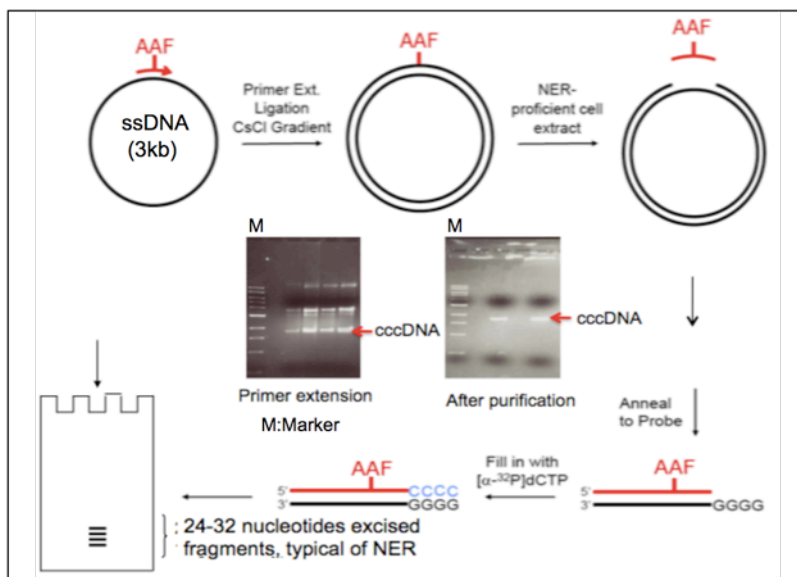 AAF
ssDNA
(3kb)
Primer Ext.
Ligation
CsCl Gradient
AAF
NER-
proficient cell
extract
AAF
M
cccDNA
Primer extension
M:Marker
M
cccDNA
After purification
Anneal
to Probe
AAF
5'
3'
GGGG
Fill in with
[α-³²P]dCTP
AAF
5'
CCCC
3'
GGGG
: 24-32 nucleotides excised
fragments, typical of NER